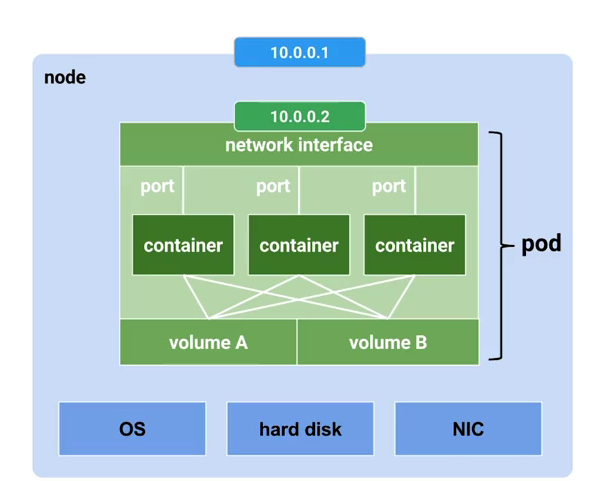 10.0.0.1
node
10.0.0.2
network interface
port port port
container container container
pod
volume A volume B
OS hard disk NIC